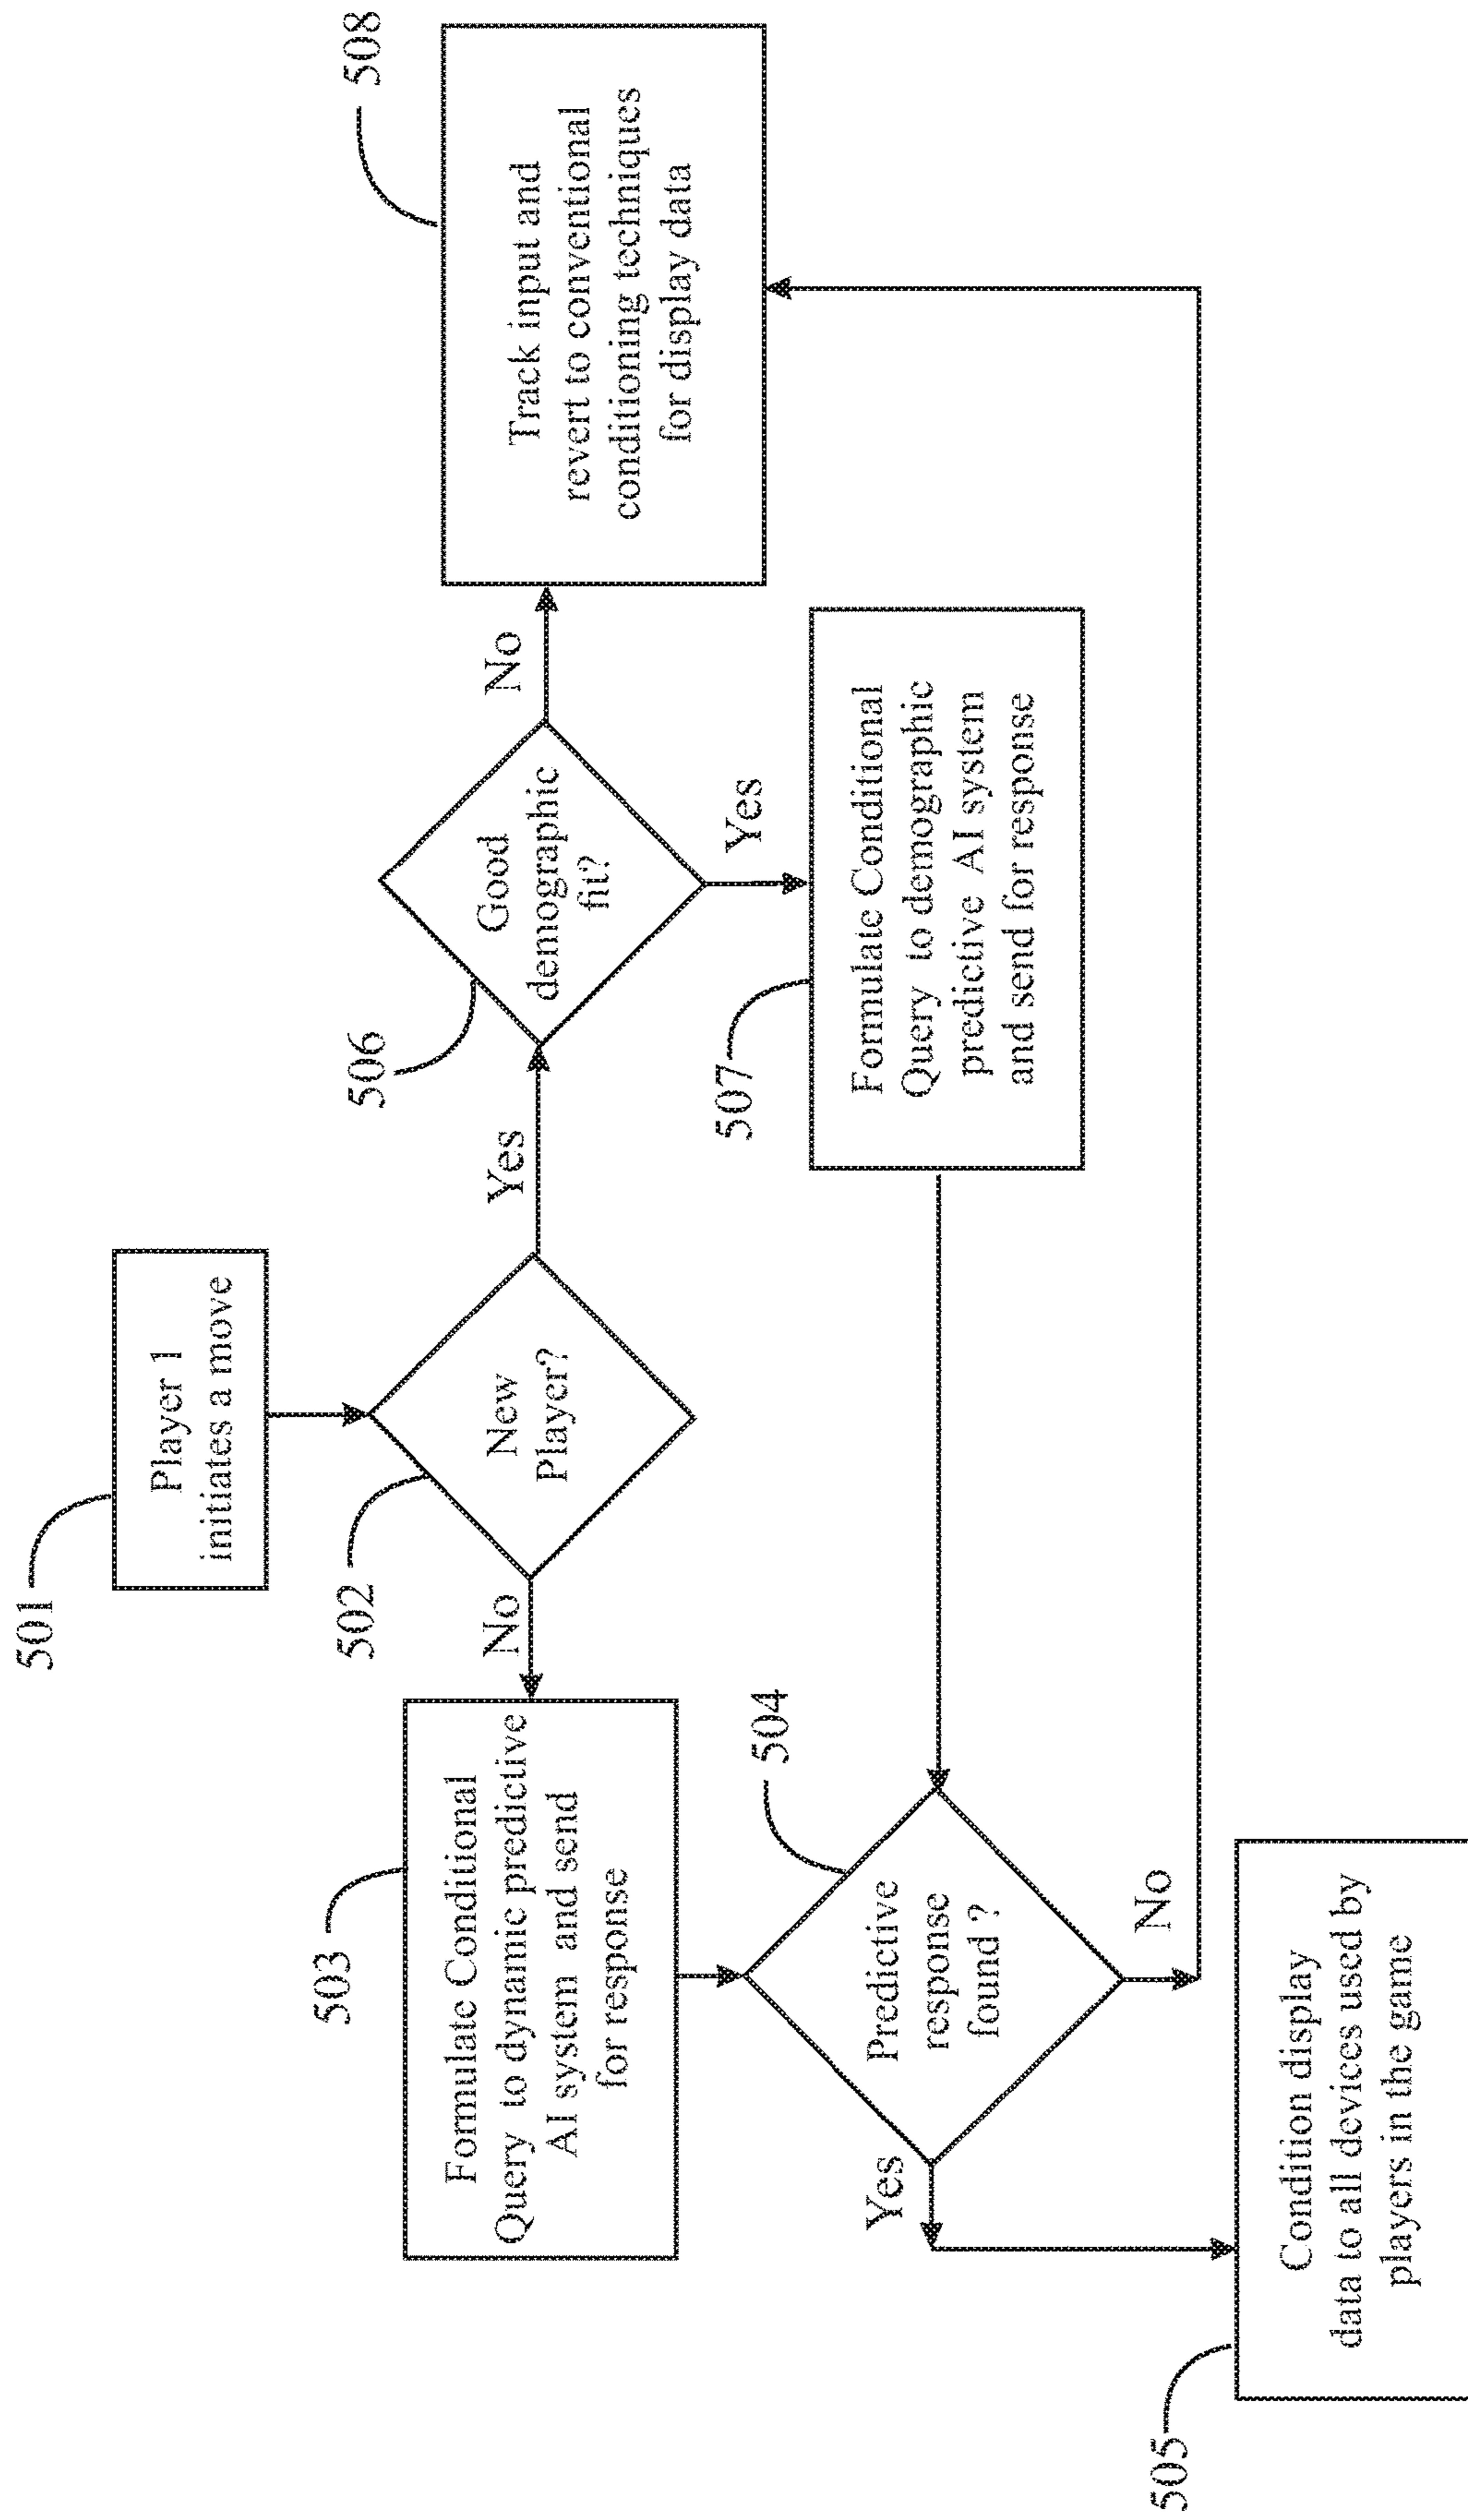 501
Player 1
initiates a move
502
New
Player?
No
Yes
503
Formulate Conditional
Query to dynamic predictive
AI system and send
for response
506
Good
demographic
fit?
No
Yes
508
Track input and
revert to conventional
conditioning techniques
for display data
507
Formulate Conditional
Query to demographic
predictive AI system
and send for response
504
Predictive
response
found ?
Yes
No
505
Condition display
data to all devices used by
players in the game